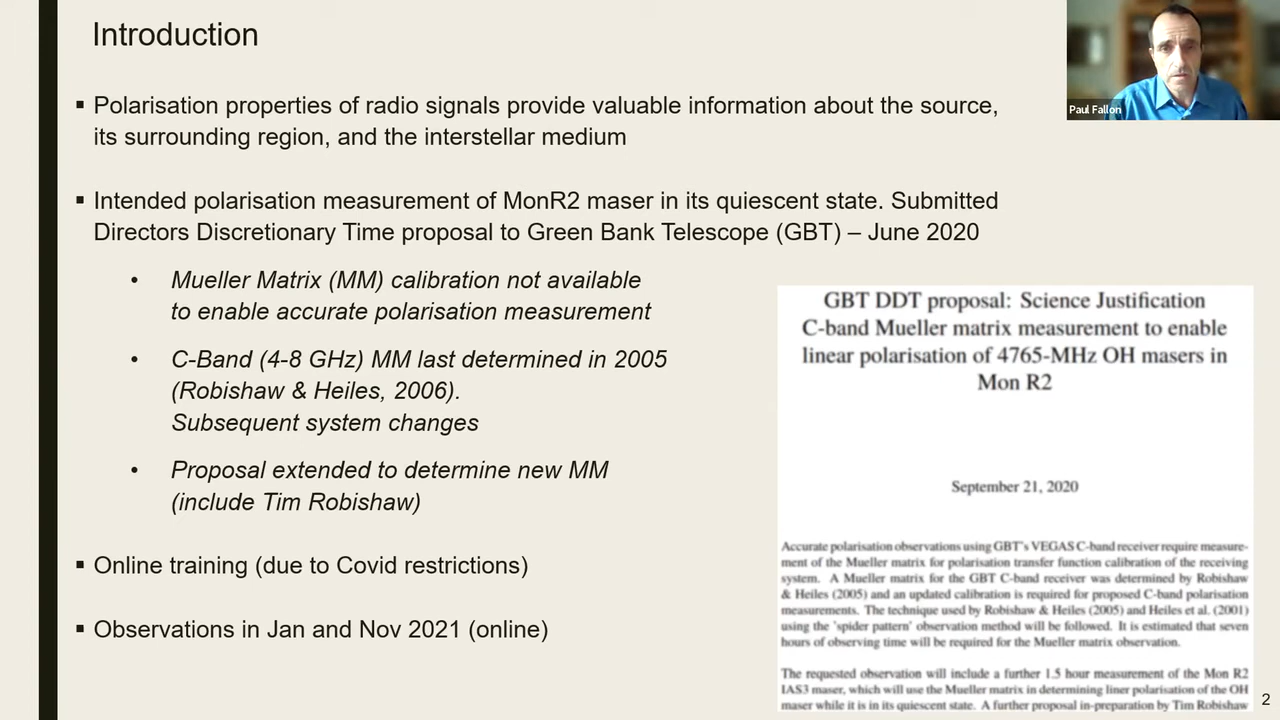 Introduction
▪ Polarisation properties of radio signals provide valuable information about the source,
its surrounding region, and the interstellar medium
▪ Intended polarisation measurement of MonR2 maser in its quiescent state. Submitted
Directors Discretionary Time proposal to Green Bank Telescope (GBT) – June 2020
• Mueller Matrix (MM) calibration not available
to enable accurate polarisation measurement
• C-Band (4-8 GHz) MM last determined in 2005
(Robishaw & Heiles, 2006).
Subsequent system changes
• Proposal extended to determine new MM
(include Tim Robishaw)
▪ Online training (due to Covid restrictions)
▪ Observations in Jan and Nov 2021 (online)
Paul Fallon
GBT DDT proposal: Science Justification
C-band Mueller matrix measurement to enable
linear polarisation of 4765-MHz OH masers in
Mon R2
September 21, 2020
Accurate polarisation observations using GBT's VEGAS C-band receiver require measure-
ment of the Mueller matrix for polarisation transfer function calibration of the receiving
system. A Mueller matrix for the GBT C-band receiver was determined by Robishaw
& Heiles (2005) and an updated calibration is required for proposed C-band polarisation
measurements. The technique used by Robishaw & Heiles (2005) and Heiles et al. (2001)
using the 'spider pattern' observation method will be followed. It is estimated that seven
hours of observing time will be required for the Mueller matrix observation.
The requested observation will include a further 1.5 hour measurement of the Mon R2
IAS3 maser, which will use the Mueller matrix in determining liner polarisation of the OH
maser while it is in its quiescent state. A further proposal in-preparation by Tim Robishaw
2